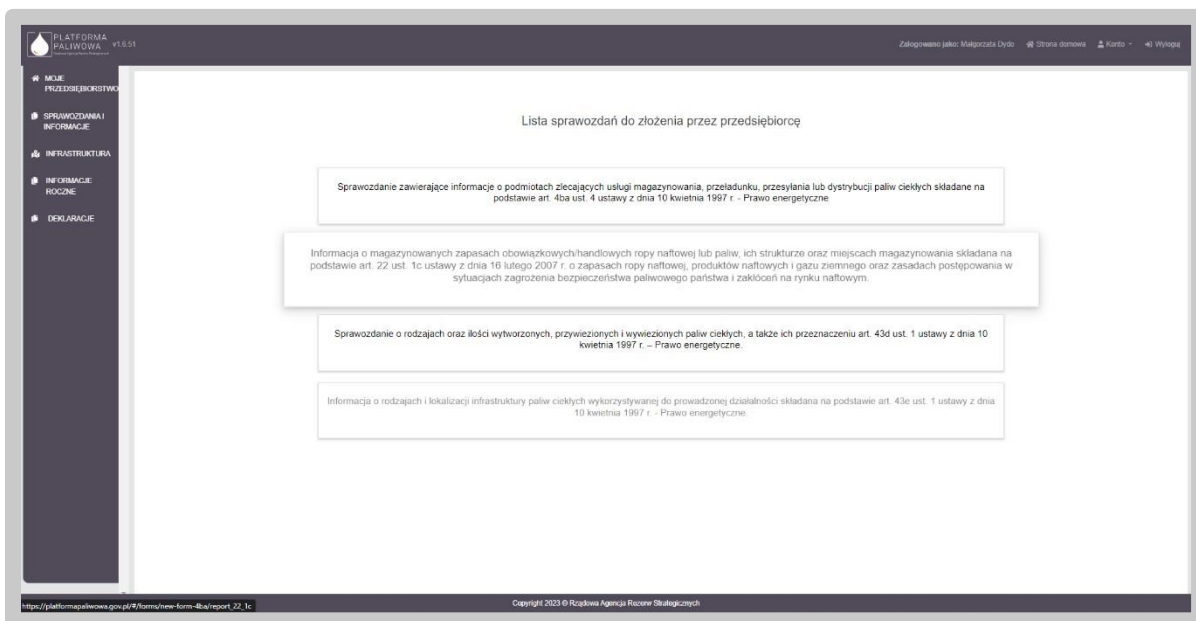 PLATFORMA
PALIWOWA v1.6.51
Zalogowano jako: Małgorzata Dydo Strona domowa Konto Wyloguj
MOJE
PRZEDSIĘBIORSTWO
SPRAWOZDANIA I
INFORMACJE
INFRASTRUKTURA
INFORMACJE
ROCZNE
DEKLARACJE
Lista sprawozdań do złożenia przez przedsiębiorcę
Sprawozdanie zawierające informacje o podmiotach zlecających usługi magazynowania, przeładunku, przesyłania lub dystrybucji paliw ciekłych składane na
podstawie art. 4ba ust. 4 ustawy z dnia 10 kwietnia 1997 r. - Prawo energetyczne
Informacja o magazynowanych zapasach obowiązkowych/handlowych ropy naftowej lub paliw, ich strukturze oraz miejscach magazynowania składana na
podstawie art. 22 ust. 1c ustawy z dnia 16 lutego 2007 r. o zapasach ropy naftowej, produktów naftowych i gazu ziemnego oraz zasadach postępowania w
sytuacjach zagrożenia bezpieczeństwa paliwowego państwa i zakłóceń na rynku naftowym.
Sprawozdanie o rodzajach oraz ilości wytworzonych, przywiezionych i wywiezionych paliw ciekłych, a także ich przeznaczeniu art. 43d ust. 1 ustawy z dnia 10
kwietnia 1997 r. – Prawo energetyczne.
Informacja o rodzajach i lokalizacji infrastruktury paliw ciekłych wykorzystywanej do prowadzonej działalności składana na podstawie art. 43e ust. 1 ustawy z dnia
10 kwietnia 1997 r. - Prawo energetyczne.
https://platformapaliwowa.gov.pl/#/forms/new-form-4ba/report_22_1c
Copyright 2023 © Rządowa Agencja Rezerw Strategicznych